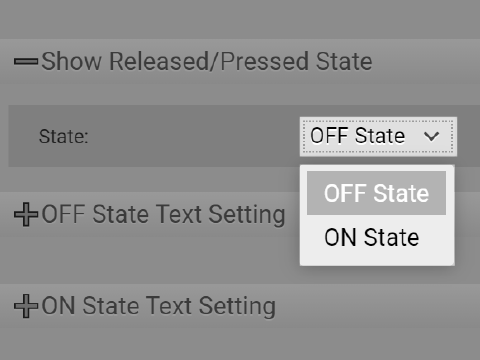 Show Released/Pressed State
State:
OFF State
OFF State
OFF State Text Setting
ON State
ON State Text Setting